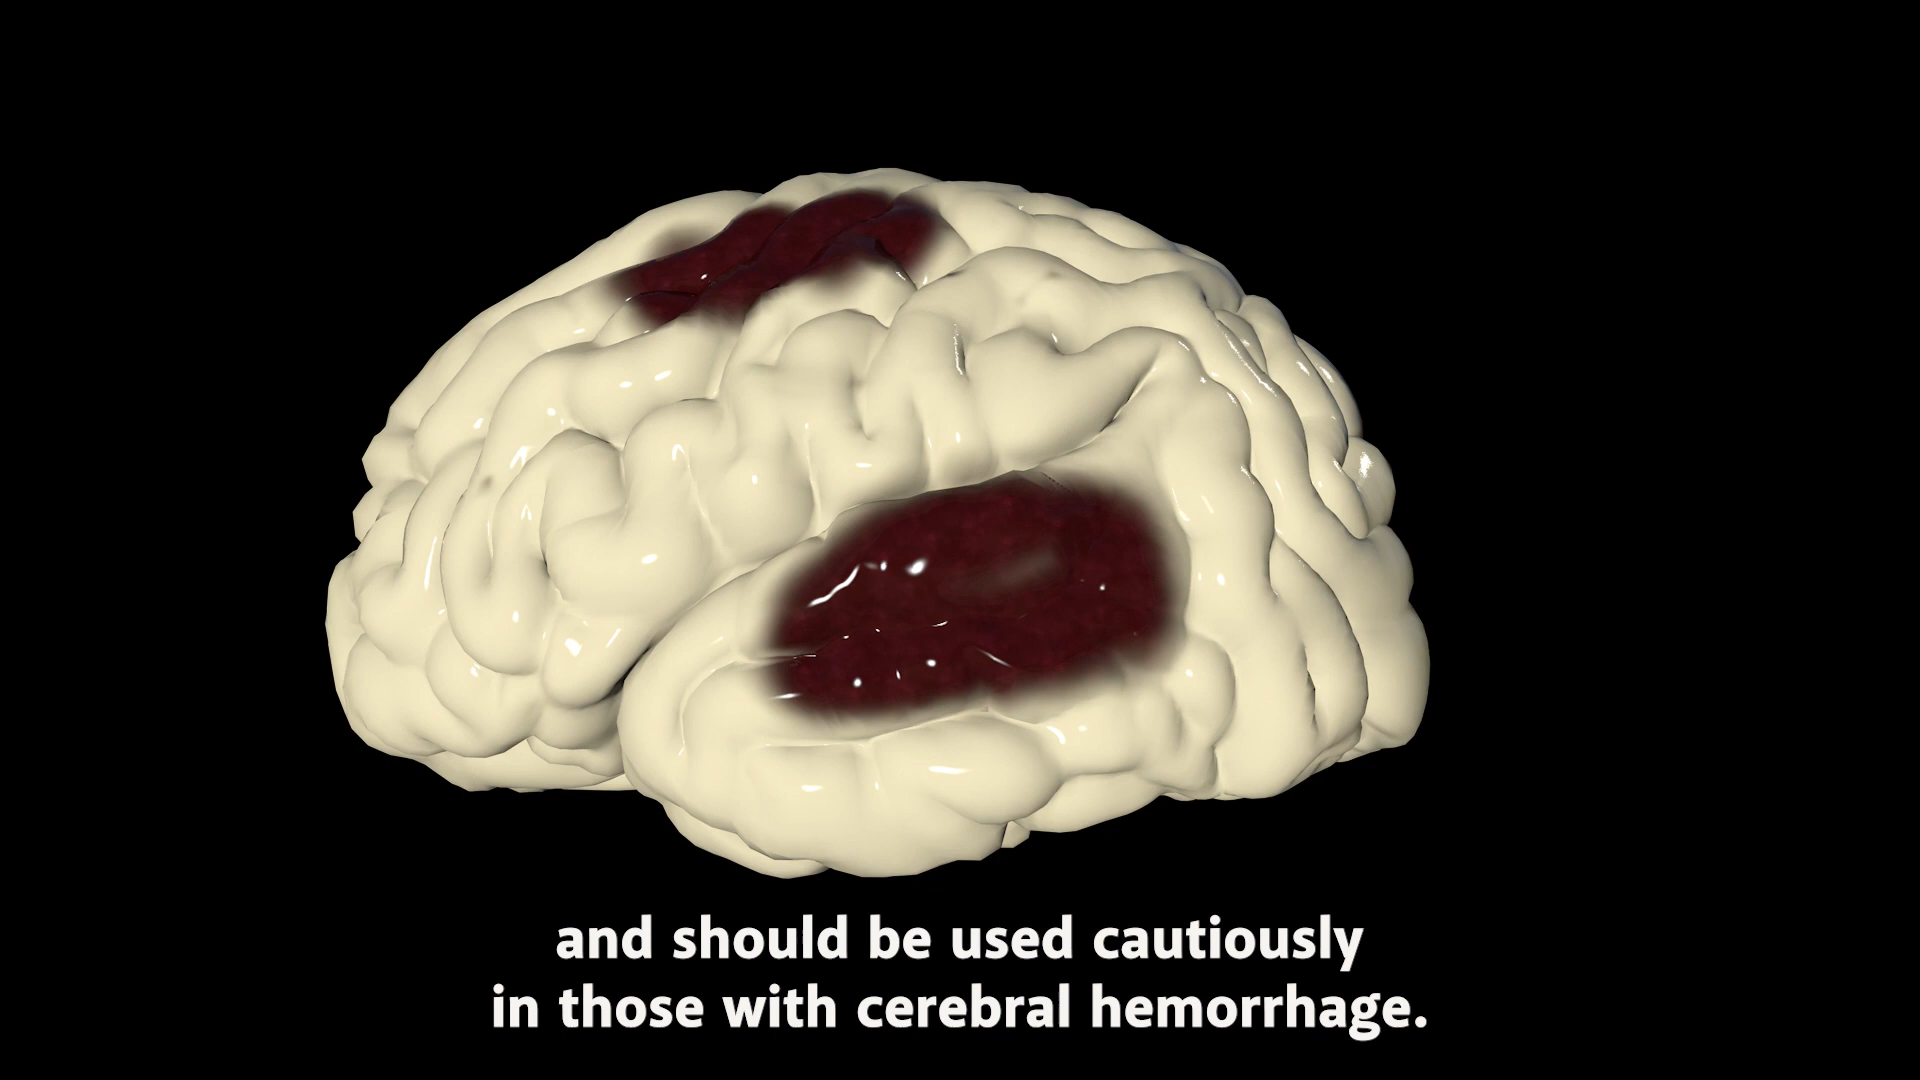 and should be used cautiously
in those with cerebral hemorrhage.